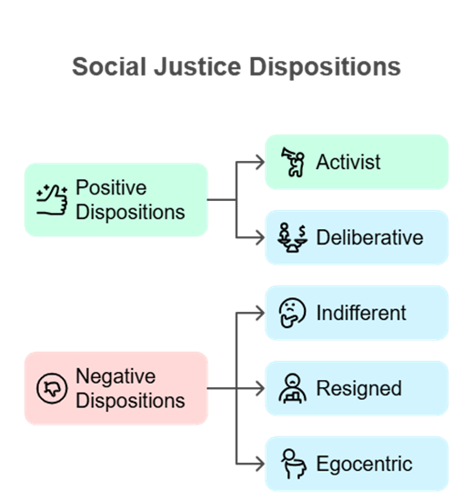 Social Justice Dispositions
Positive
Dispositions
Activist
Deliberative
Negative
Dispositions
Indifferent
Resigned
Egocentric